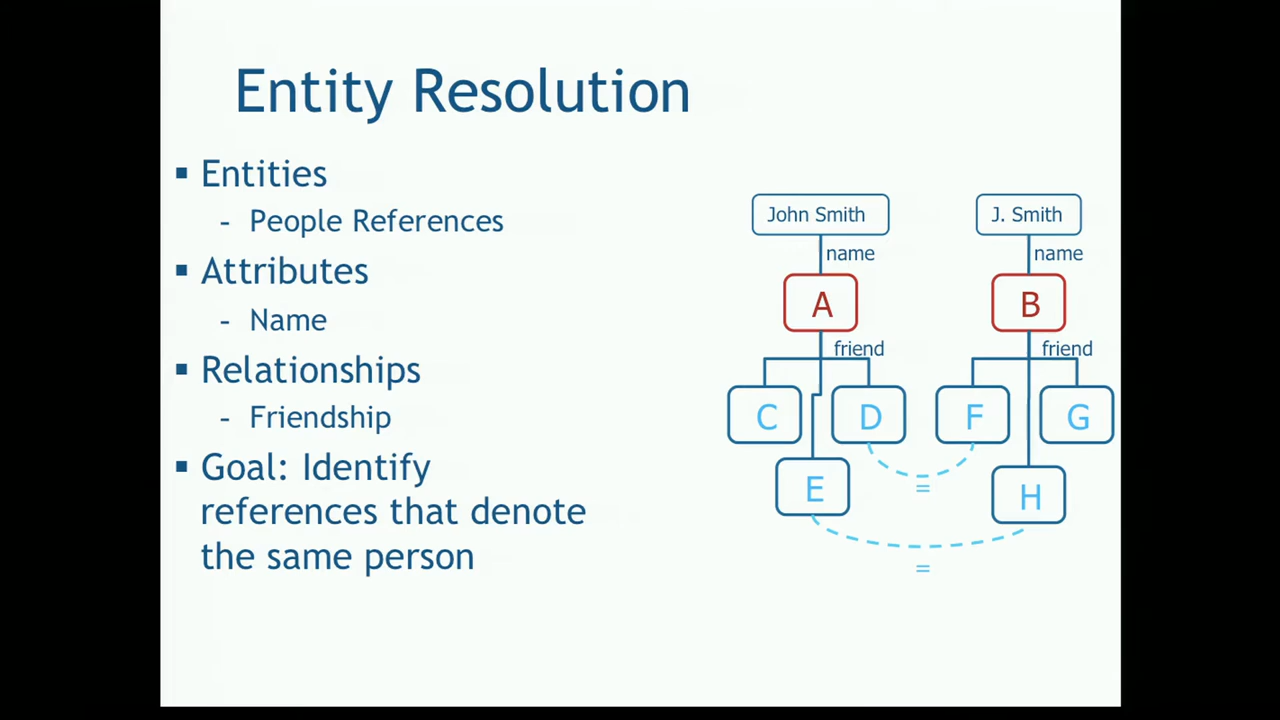 Entity Resolution
▪ Entities
- People References
▪ Attributes
- Name
▪ Relationships
- Friendship
▪ Goal: Identify
references that denote
the same person
John Smith
J. Smith
name
name
A
B
friend
friend
C
D
F
G
E
H
=
=